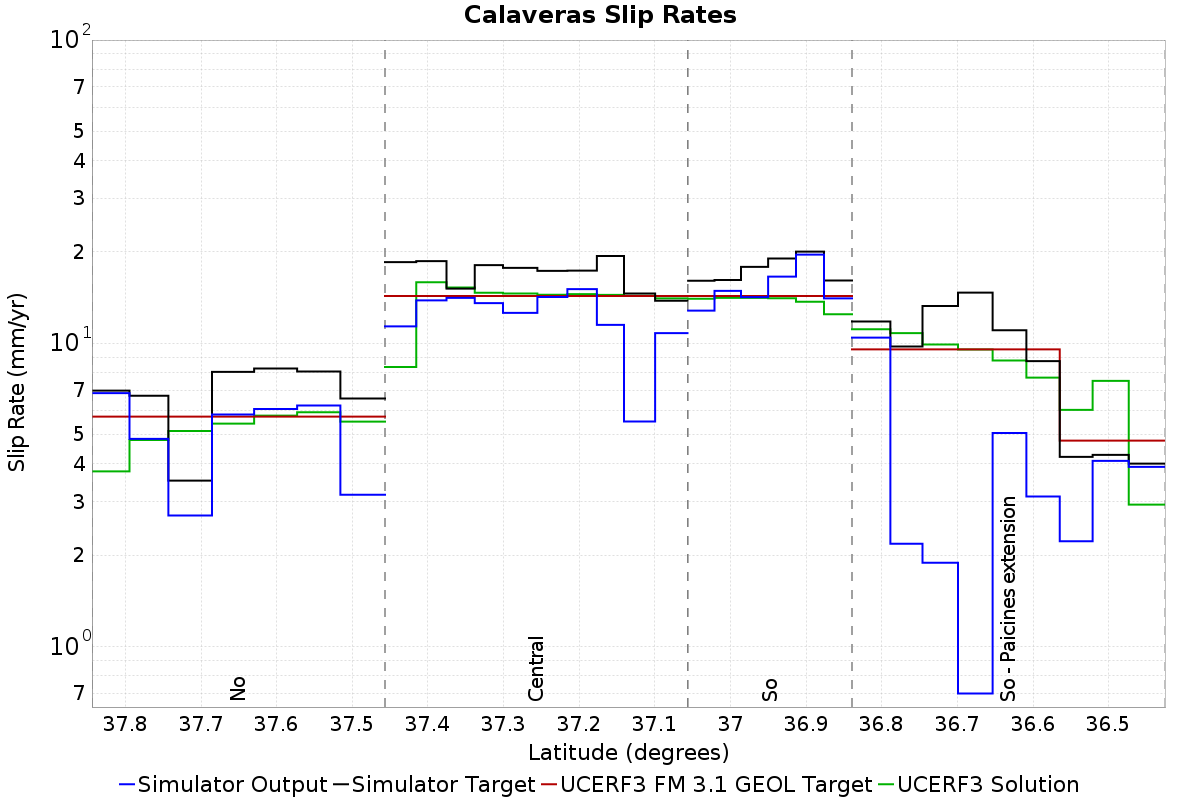 Calaveras Slip Rates
Slip Rate (mm/yr)
10^2
7
5
4
3
2
10^1
7
5
4
3
2
10^0
7
No
Central
So
So - Paicines extension
37.8 37.7 37.6 37.5 37.4 37.3 37.2 37.1 37 36.9 36.8 36.7 36.6 36.5
Latitude (degrees)
Simulator Output Simulator Target UCERF3 FM 3.1 GEOL Target UCERF3 Solution